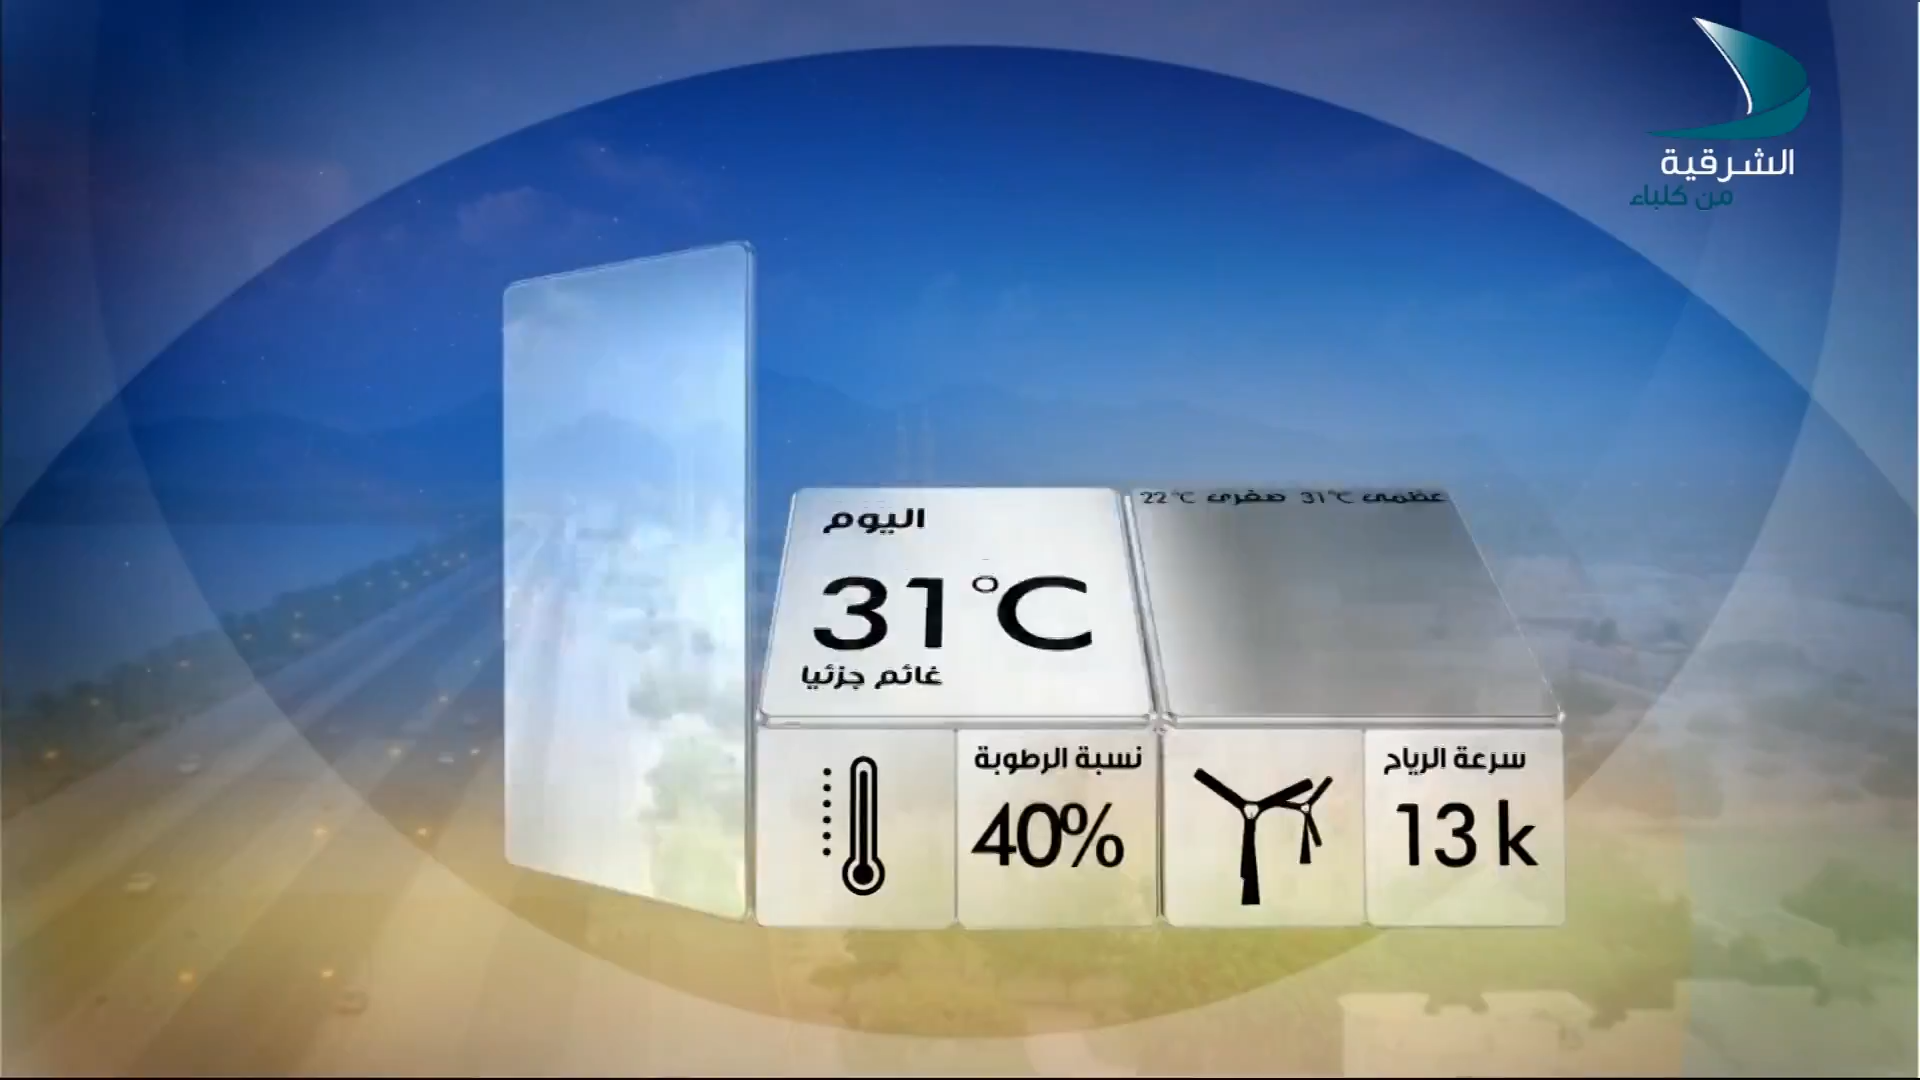 الشرقية
من كلباء
عظمى 31°C صغرى 22°C
اليوم
31°C
غائم جزئيا
نسبة الرطوبة
40%
سرعة الرياح
13 k